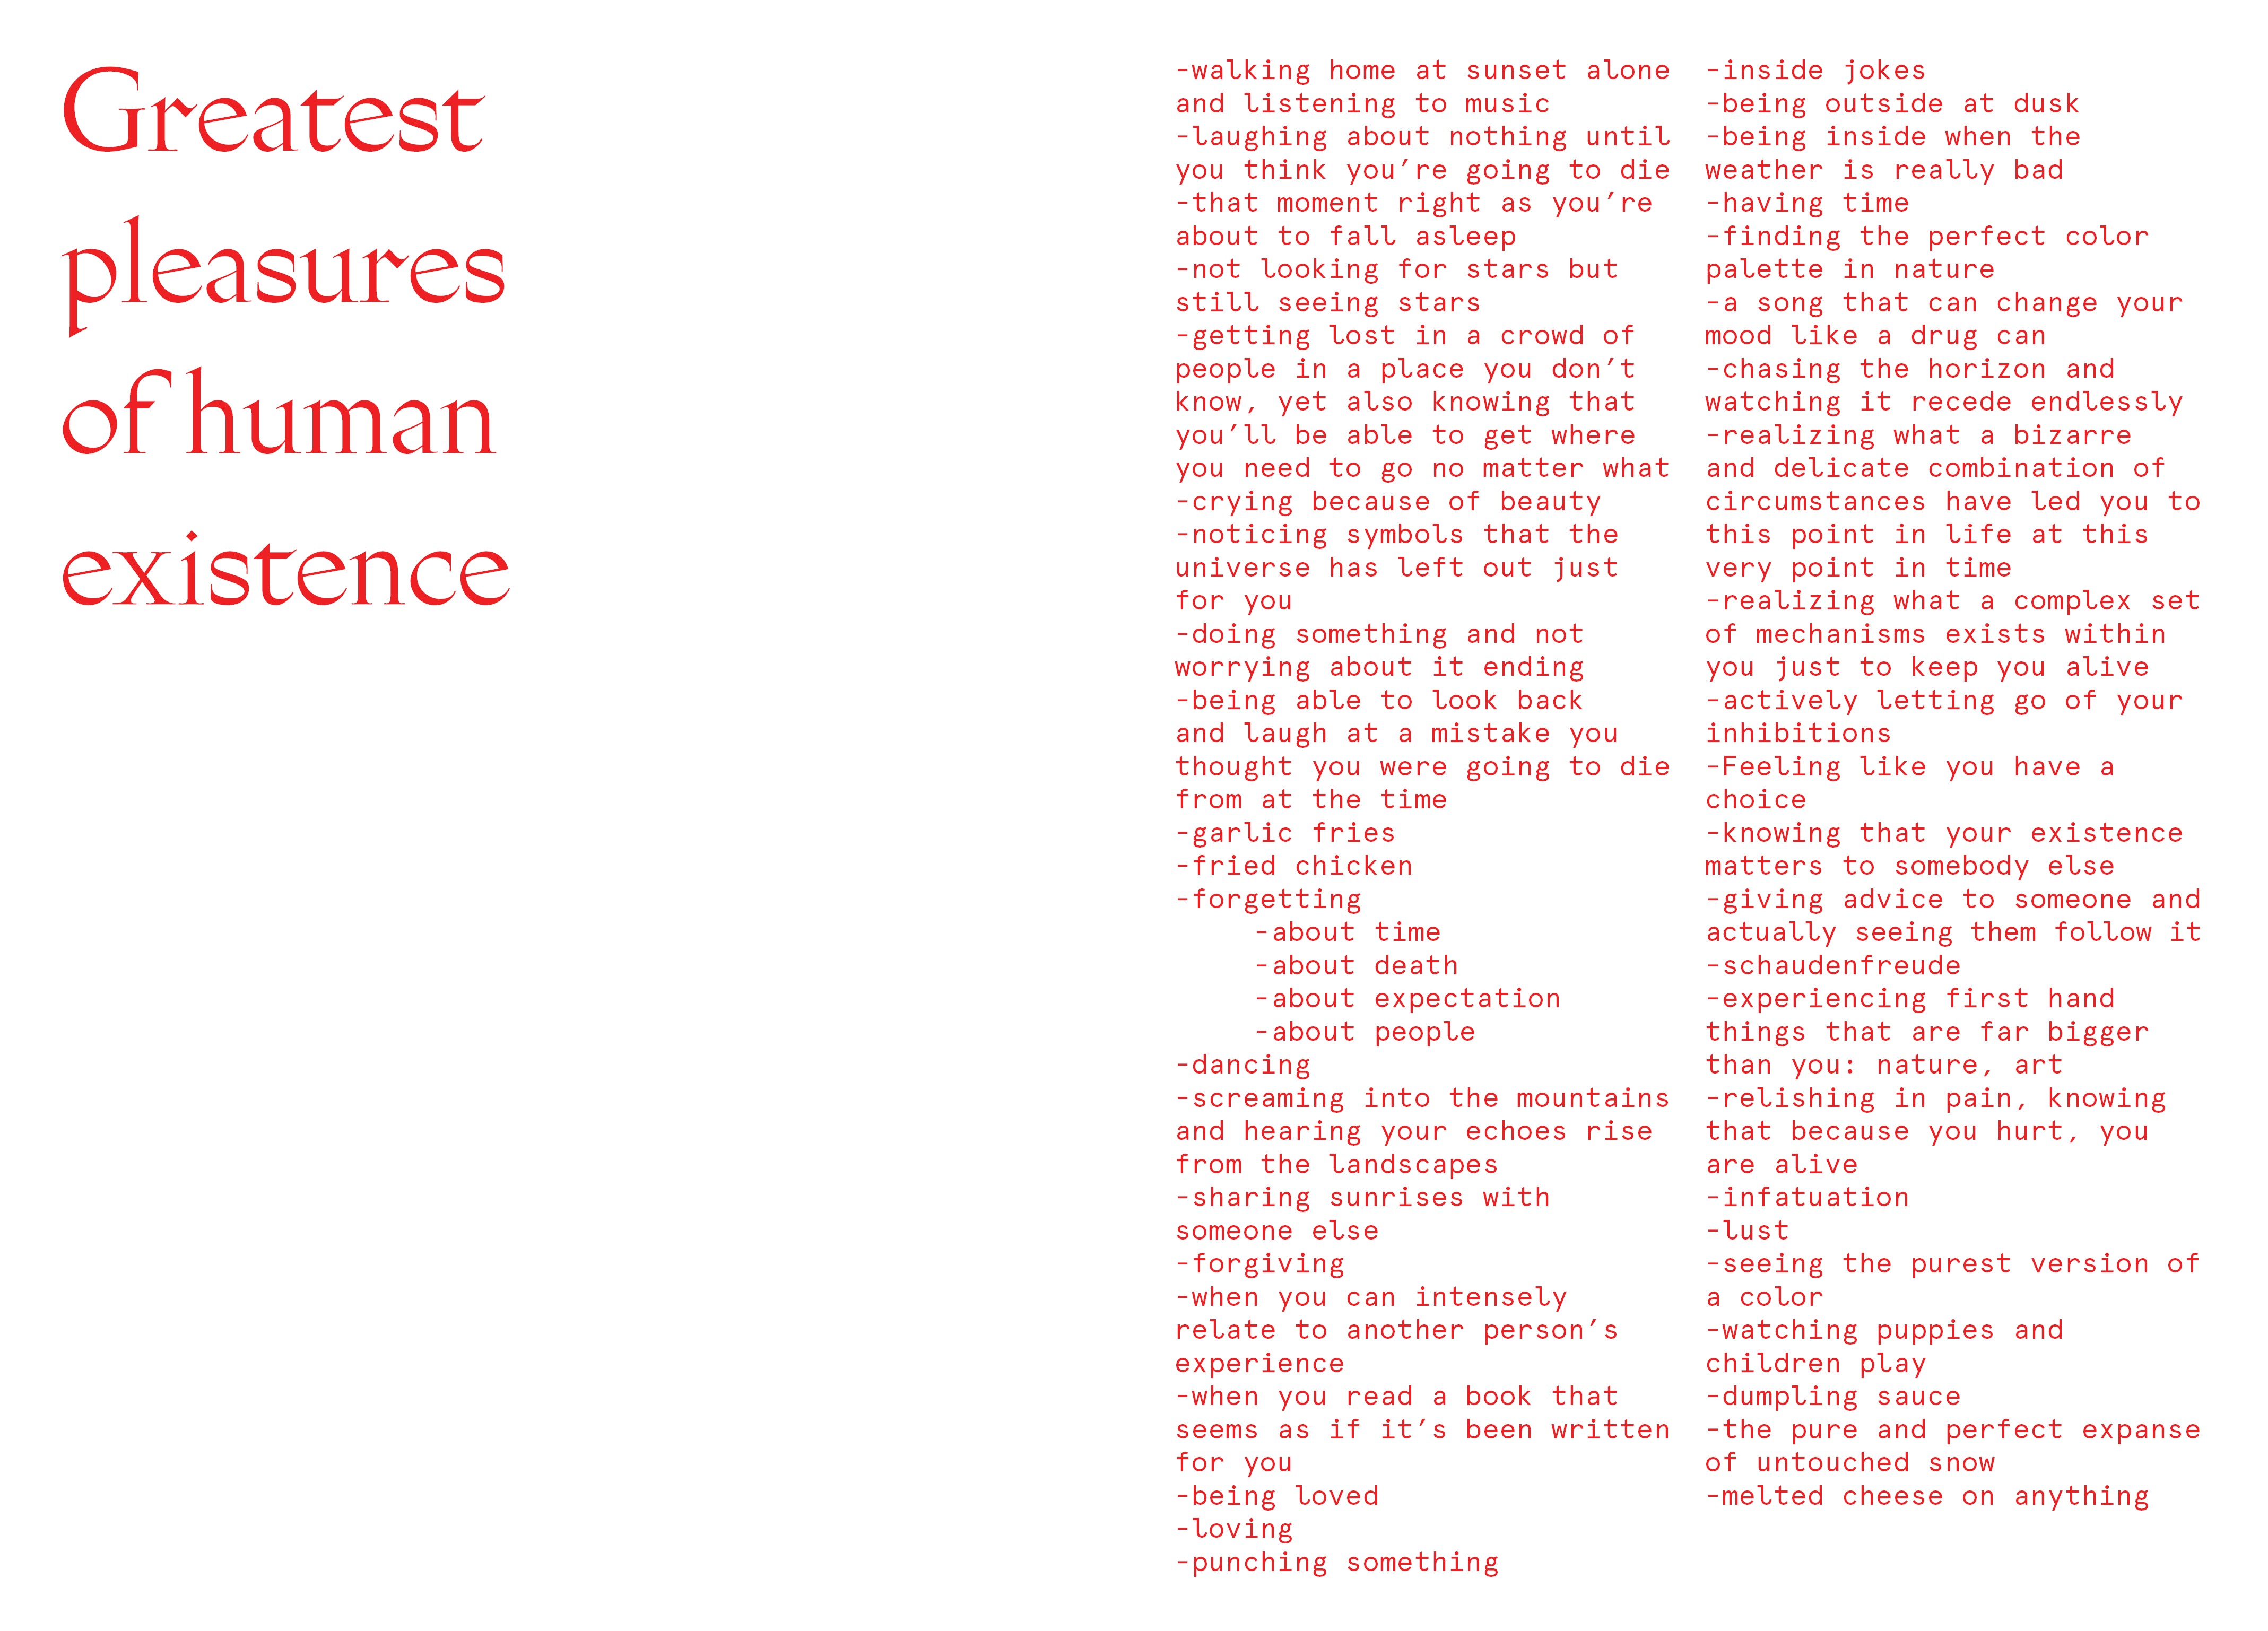 Greatest
pleasures
of human
existence
-walking home at sunset alone
and listening to music
-laughing about nothing until
you think you’re going to die
-that moment right as you’re
about to fall asleep
-not looking for stars but
still seeing stars
-getting lost in a crowd of
people in a place you don’t
know, yet also knowing that
you’ll be able to get where
you need to go no matter what
-crying because of beauty
-noticing symbols that the
universe has left out just
for you
-doing something and not
worrying about it ending
-being able to look back
and laugh at a mistake you
thought you were going to die
from at the time
-garlic fries
-fried chicken
-forgetting
-about time
-about death
-about expectation
-about people
-dancing
-screaming into the mountains
and hearing your echoes rise
from the landscapes
-sharing sunrises with
someone else
-forgiving
-when you can intensely
relate to another person’s
experience
-when you read a book that
seems as if it’s been written
for you
-being loved
-loving
-punching something
-inside jokes
-being outside at dusk
-being inside when the
weather is really bad
-having time
-finding the perfect color
palette in nature
-a song that can change your
mood like a drug can
-chasing the horizon and
watching it recede endlessly
-realizing what a bizarre
and delicate combination of
circumstances have led you to
this point in life at this
very point in time
-realizing what a complex set
of mechanisms exists within
you just to keep you alive
-actively letting go of your
inhibitions
-Feeling like you have a
choice
-knowing that your existence
matters to somebody else
-giving advice to someone and
actually seeing them follow it
-schaudenfreude
-experiencing first hand
things that are far bigger
than you: nature, art
-relishing in pain, knowing
that because you hurt, you
are alive
-infatuation
-lust
-seeing the purest version of
a color
-watching puppies and
children play
-dumpling sauce
-the pure and perfect expanse
of untouched snow
-melted cheese on anything